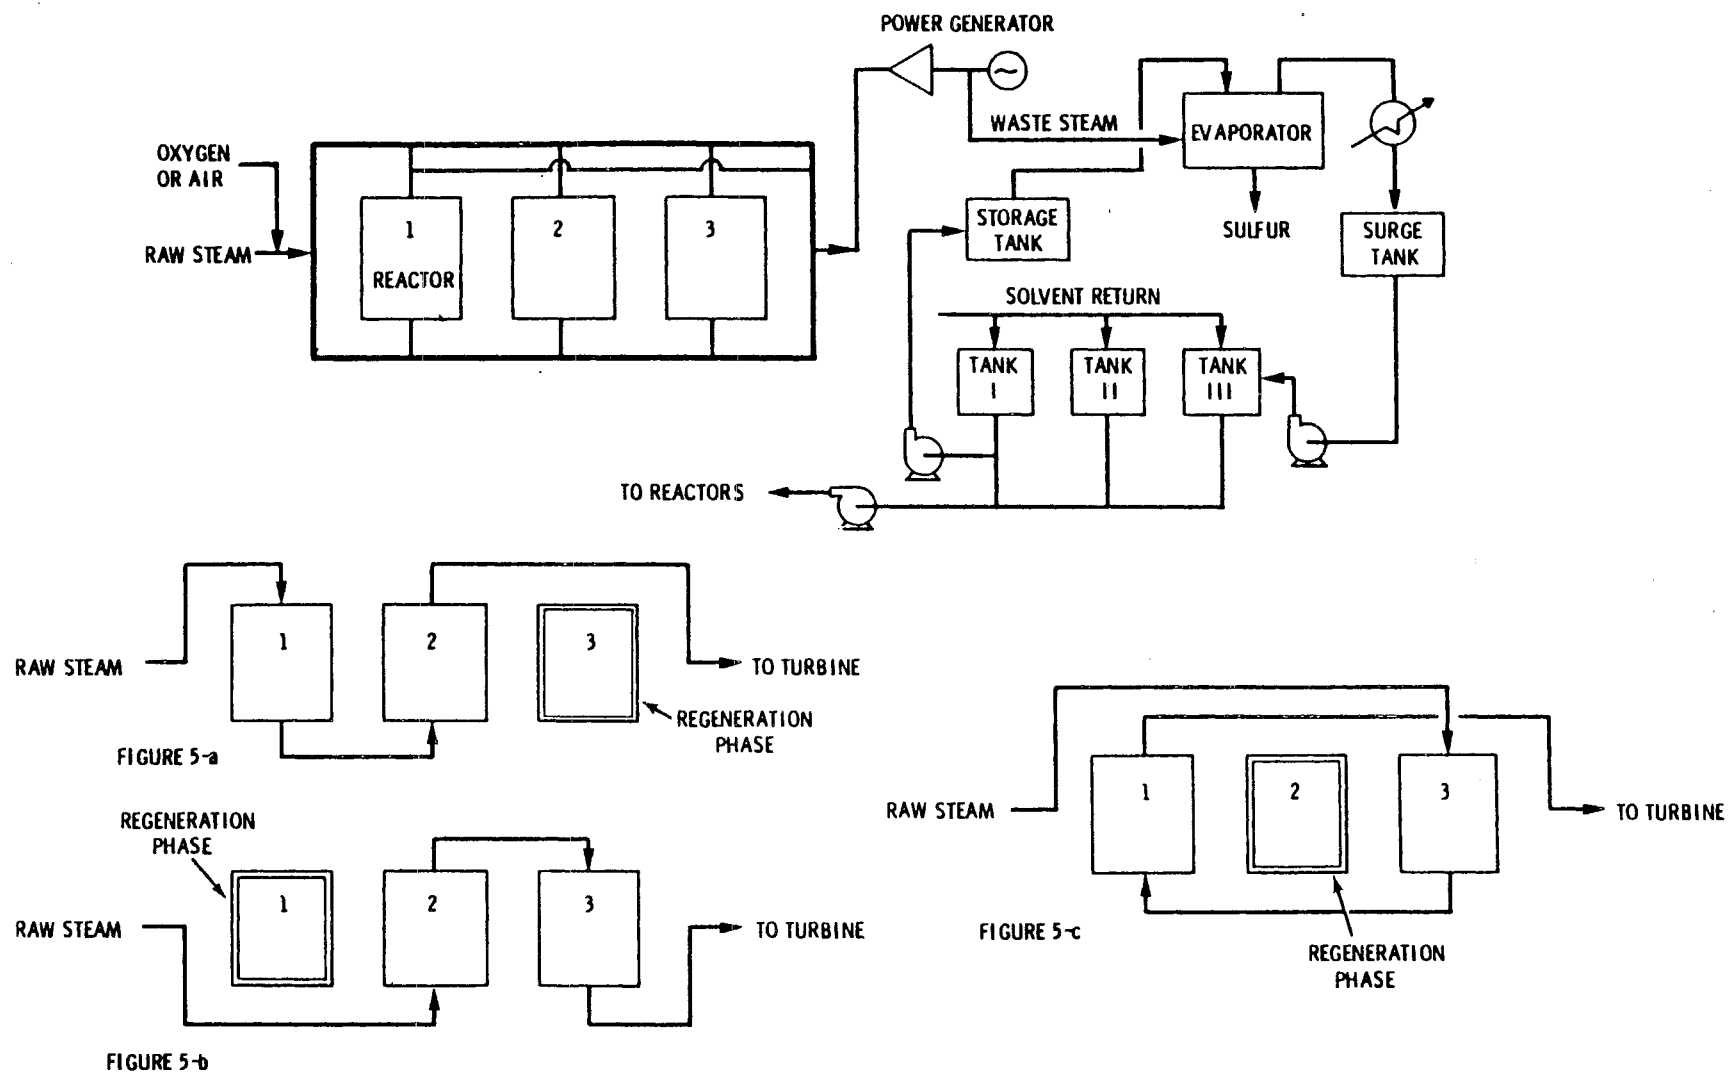 POWER GENERATOR
OXYGEN
OR AIR
RAW STEAM
1
REACTOR
2
3
WASTE STEAM
EVAPORATOR
STORAGE
TANK
SULFUR
SURGE
TANK
SOLVENT RETURN
TANK
I
TANK
II
TANK
III
TO REACTORS
RAW STEAM
1
2
3
TO TURBINE
REGENERATION
PHASE
FIGURE 5-a
REGENERATION
PHASE
RAW STEAM
1
2
3
TO TURBINE
FIGURE 5-b
RAW STEAM
1
2
3
TO TURBINE
FIGURE 5-c
REGENERATION
PHASE